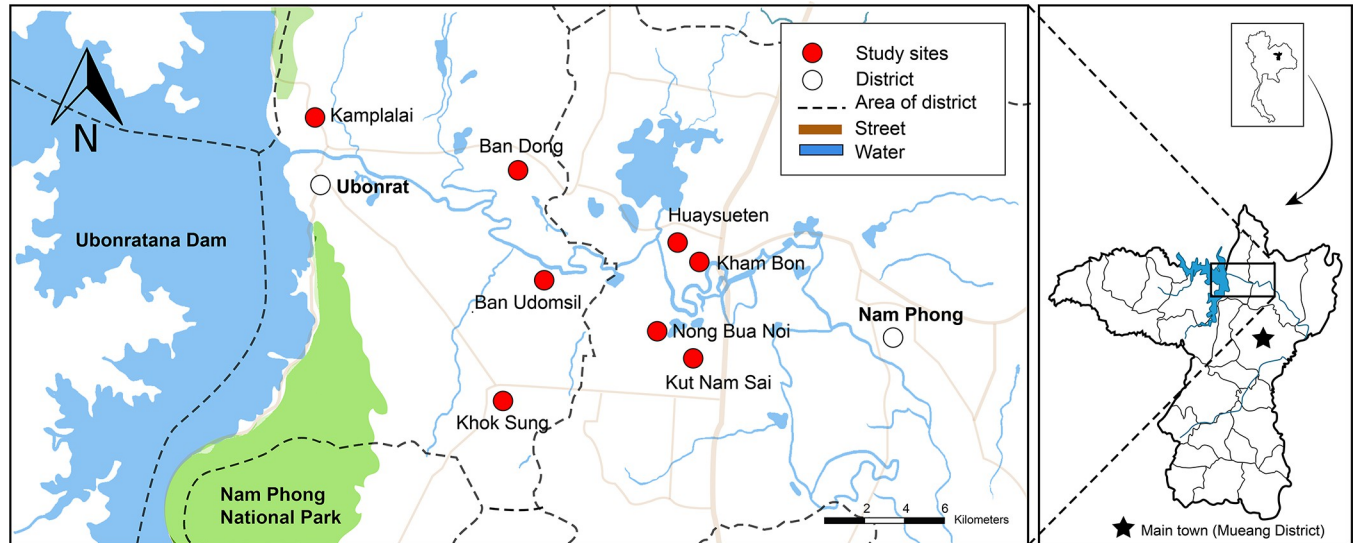 Study sites
District
Area of district
Street
Water
N
Kamplalai
Ban Dong
Ubonrat
Huaysueten
Ubonratana Dam
Kham Bon
Ban Udomsil
Nam Phong
Nong Bua Noi
Kut Nam Sai
Khok Sung
Nam Phong
National Park
2 4 6
Kilometers
Main town (Mueang District)